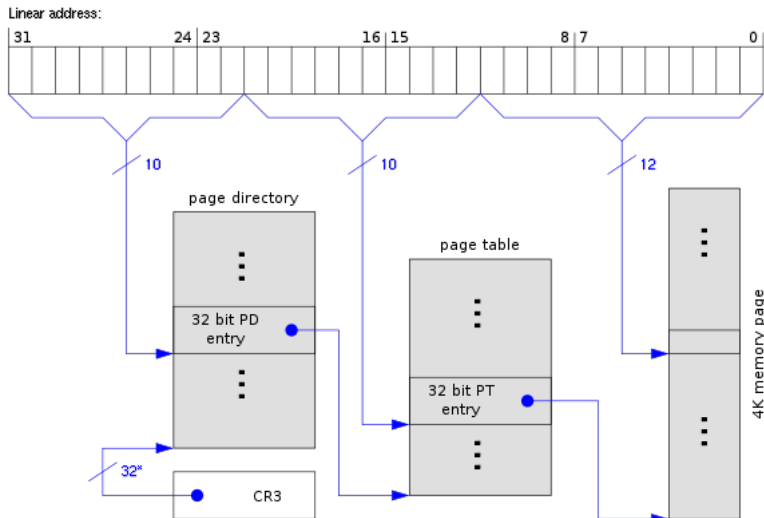 Linear address:
31 24 23 16 15 8 7 0
10 10 12
page directory
page table
32 bit PD
entry
32 bit PT
entry
4K memory page
32*
CR3